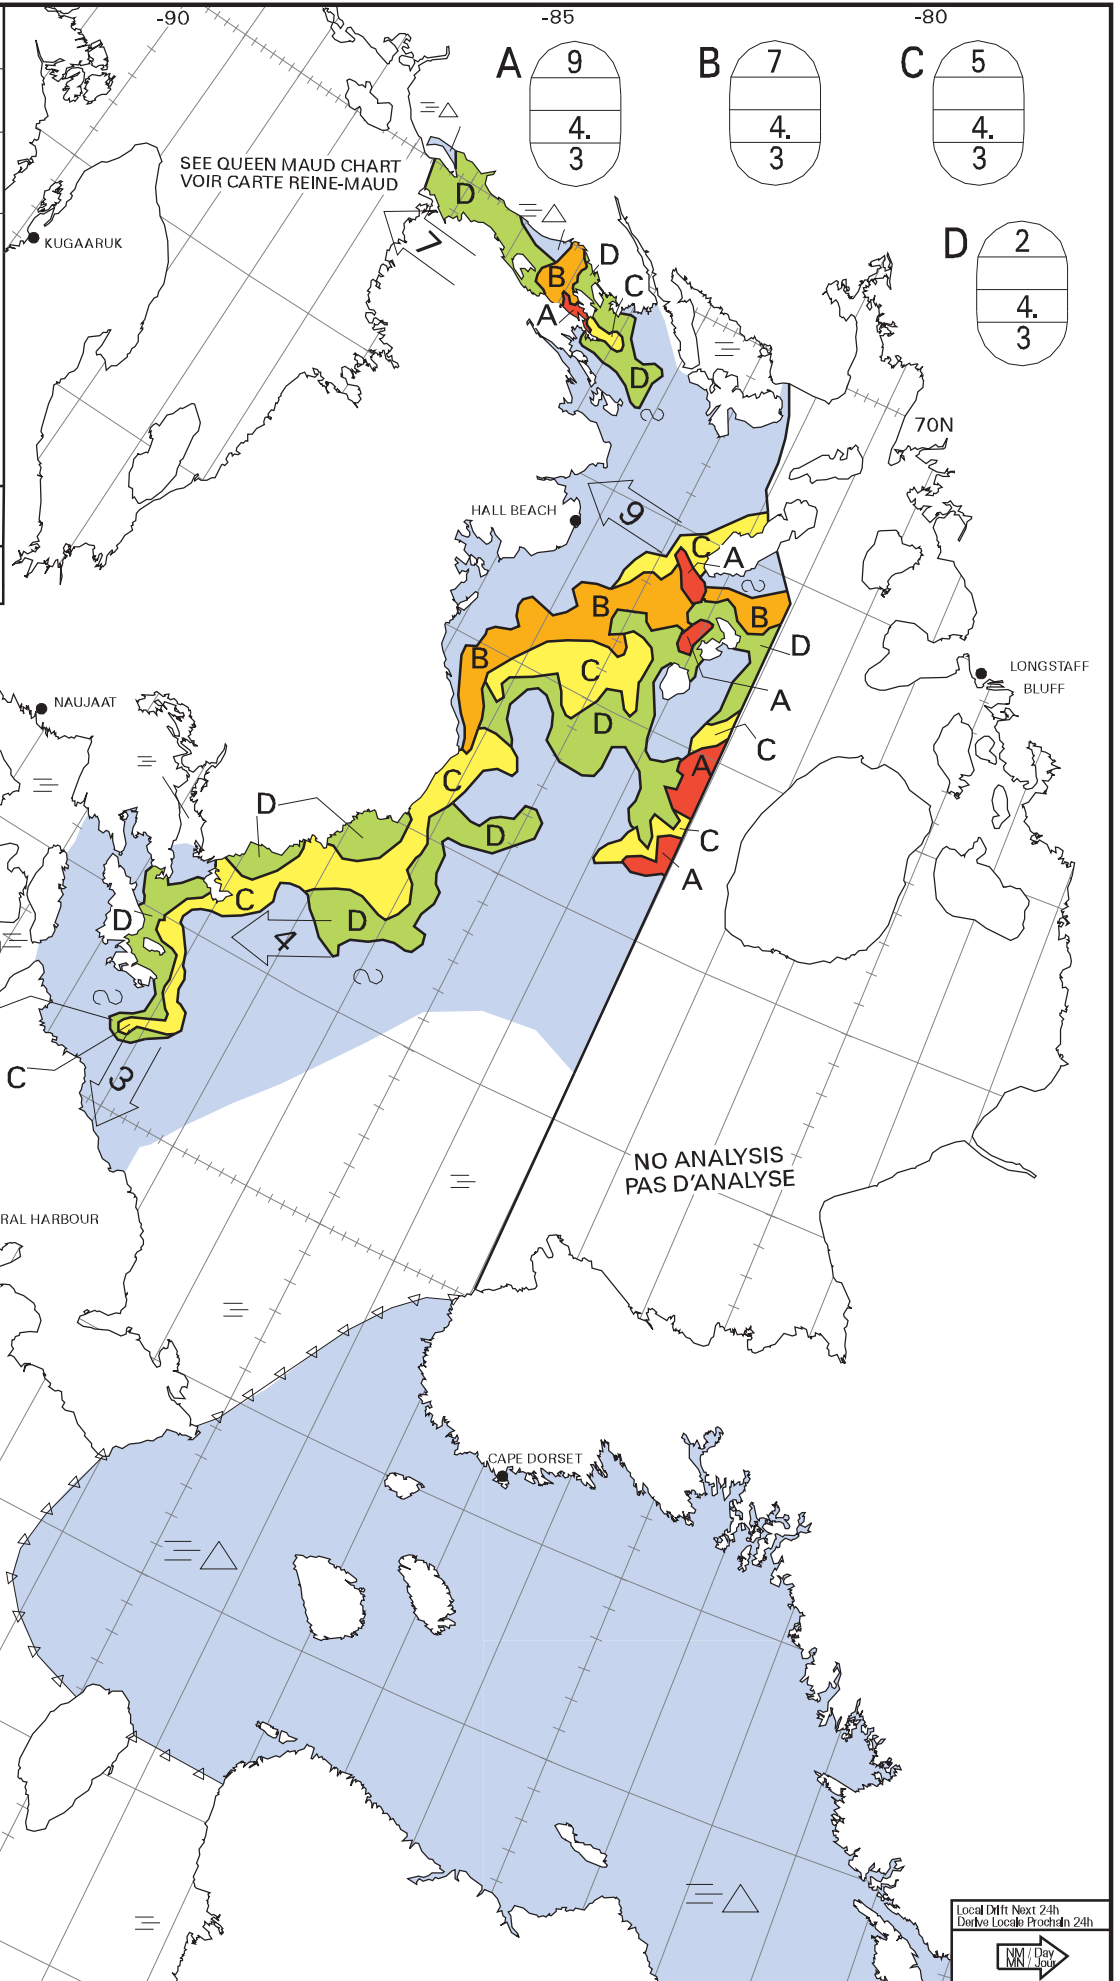 -90
-85
-80
A
9
4.
3
B
7
4.
3
C
5
4.
3
D
2
4.
3
SEE QUEEN MAUD CHART
VOIR CARTE REINE-MAUD
D
KUGAARUK
7
D
B
C
A
D
70N
HALL BEACH
9
C
A
B
B
D
B
C
LONGSTAFF
BLUFF
A
NAUJAAT
D
C
A
C
D
D
C
A
C
D
D
4
3
C
NO ANALYSIS
PAS D'ANALYSE
RAL HARBOUR
CAPE DORSET
Local Drift Next 24h
Derive Locale Prochain 24h
NM / Day
MN / Jour